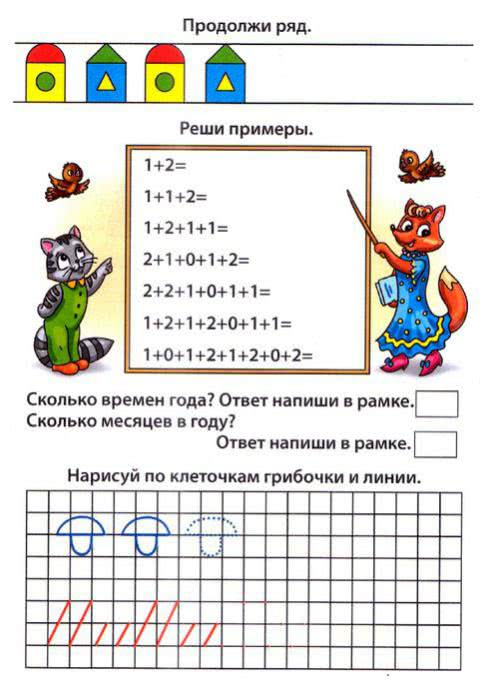 Продолжи ряд.
Реши примеры.
1+2=
1+1+2=
1+2+1+1=
2+1+0+1+2=
2+2+1+0+1+1=
1+2+1+2+0+1+1=
1+0+1+2+1+2+0+2=
Сколько времен года? Ответ напиши в рамке.
Сколько месяцев в году?
Ответ напиши в рамке.
Нарисуй по клеточкам грибочки и линии.